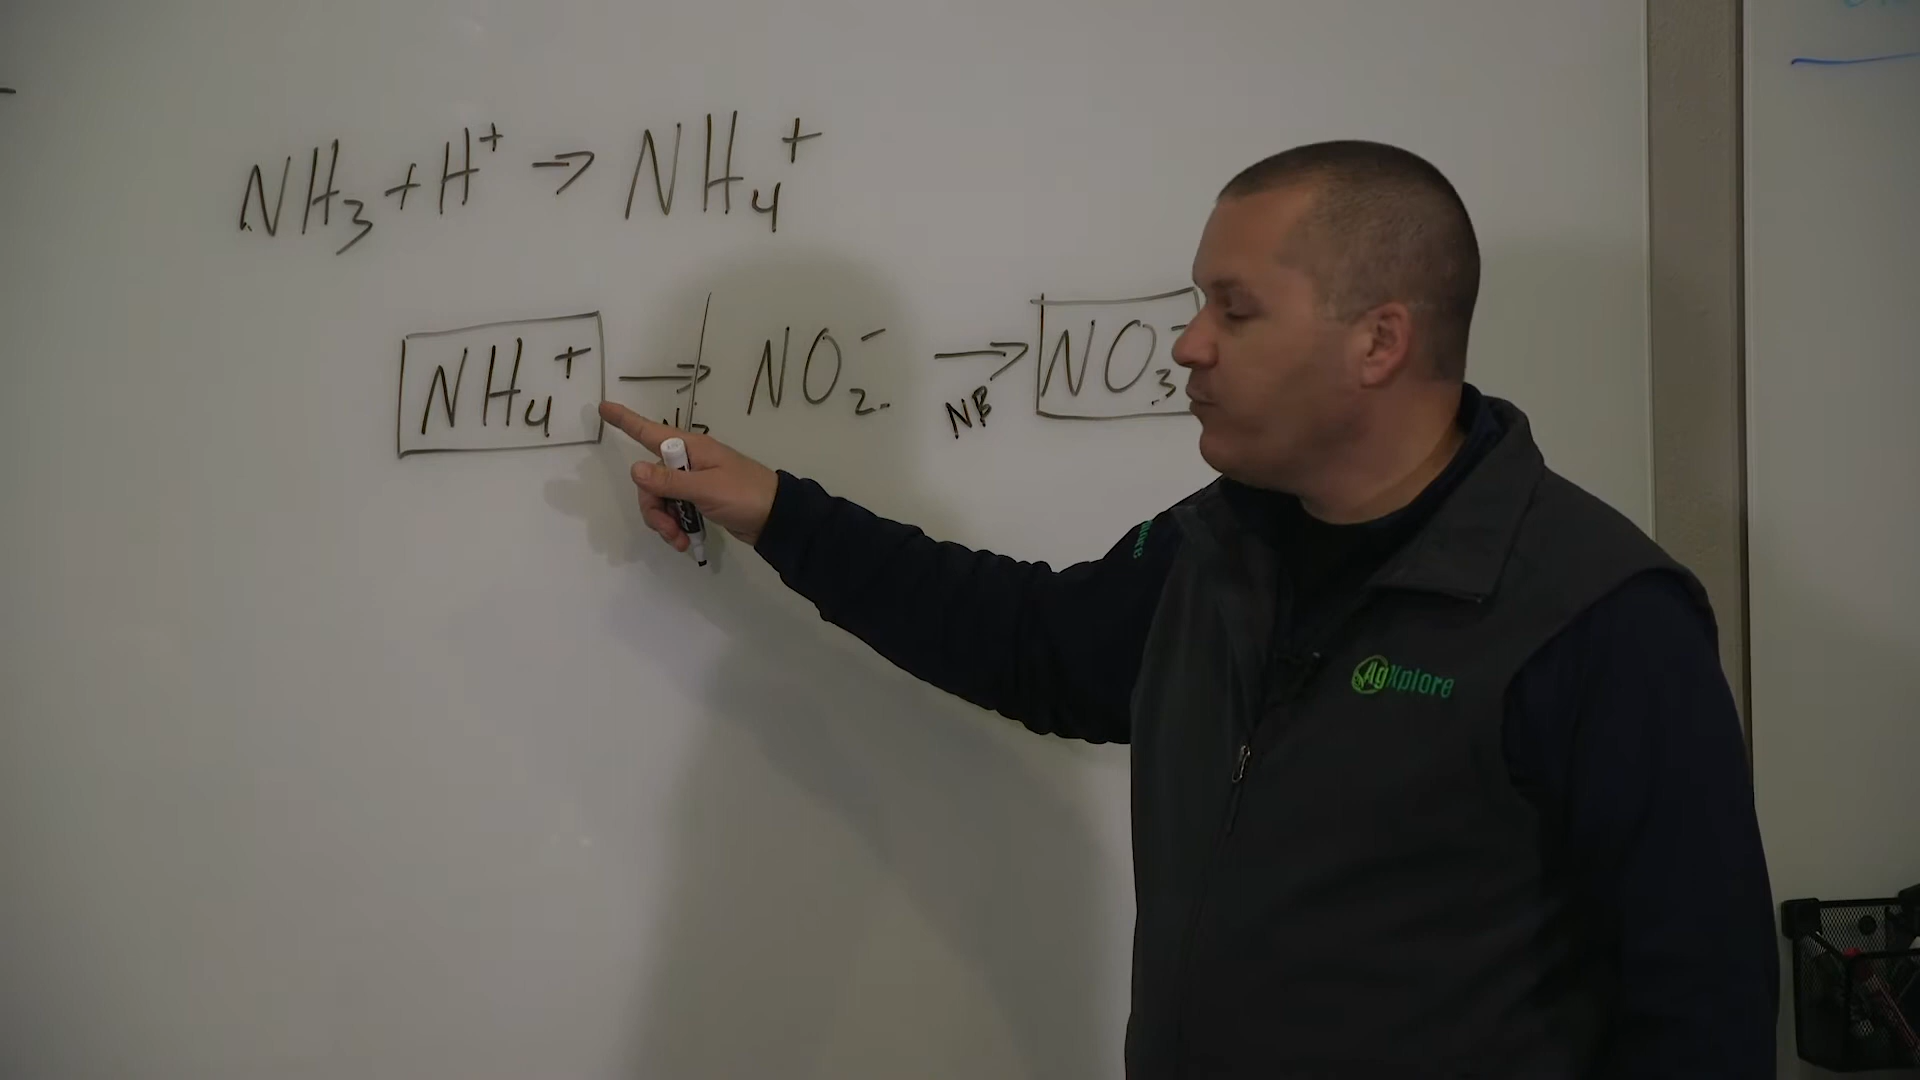 NH₃ + H⁺ → NH₄⁺
NH₄⁺ → NO₂⁻ → NO₃⁻
NB
AgXplore